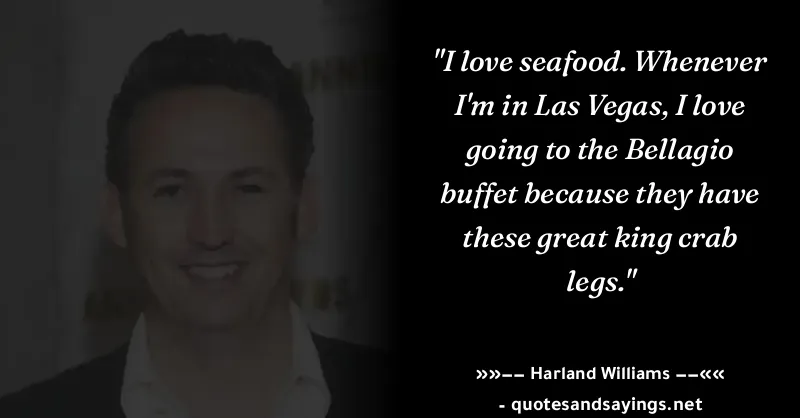 "I love seafood. Whenever
I'm in Las Vegas, I love
going to the Bellagio
buffet because they have
these great king crab
legs."
»»-– Harland Williams –-««
- quotesandsayings.net